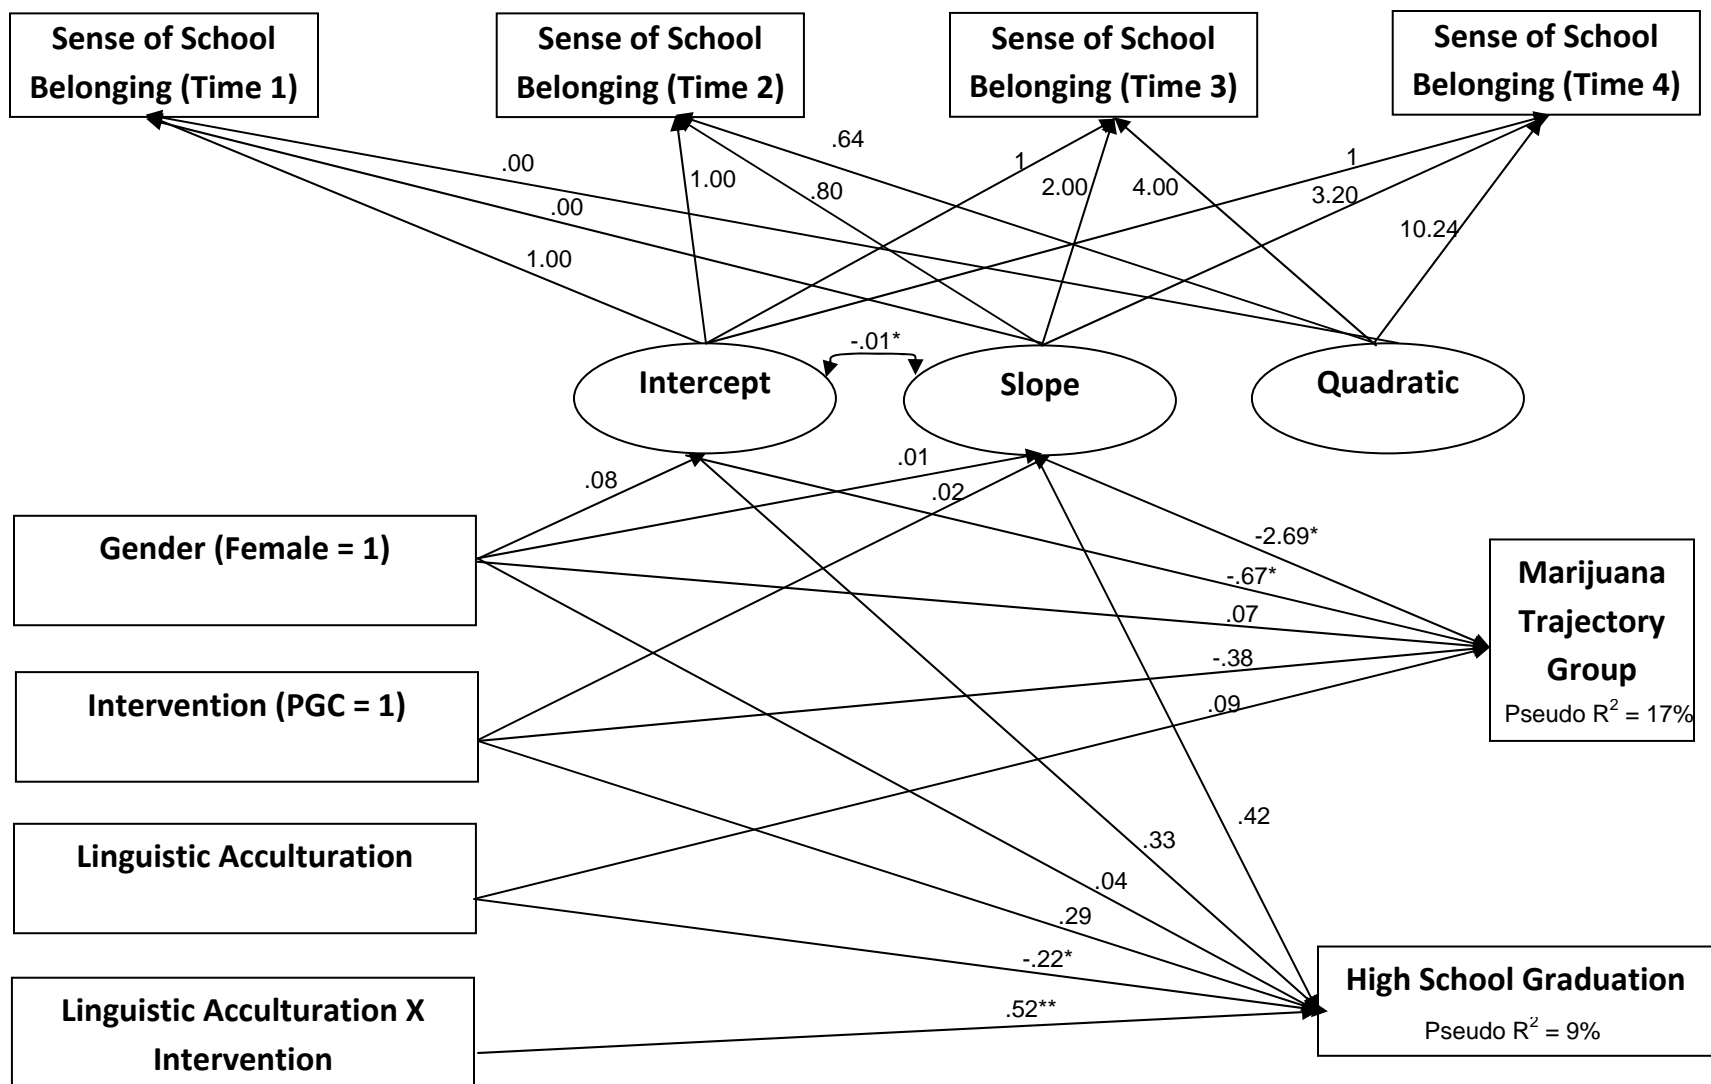 Sense of School
Belonging (Time 1)
Sense of School
Belonging (Time 2)
Sense of School
Belonging (Time 3)
Sense of School
Belonging (Time 4)
.00
.00
1.00
1.00
.80
.64
1
2.00
4.00
1
3.20
10.24
-.01*
Intercept
Slope
Quadratic
.08
.01
.02
Gender (Female = 1)
Intervention (PGC = 1)
Linguistic Acculturation
Linguistic Acculturation X
Intervention
-2.69*
-.67*
.07
-.38
.09
.42
.33
.04
.29
-.22*
.52**
Marijuana
Trajectory
Group
Pseudo R² = 17%
High School Graduation
Pseudo R² = 9%